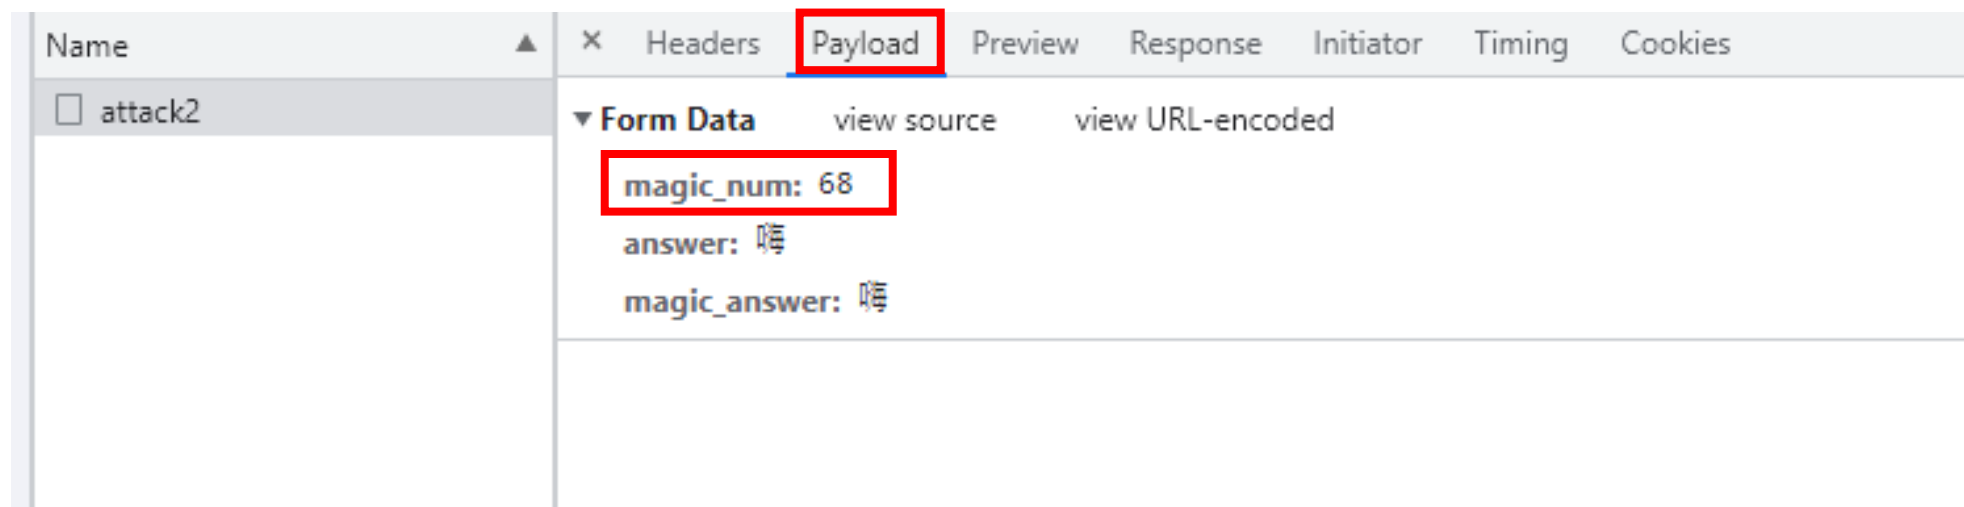 Name ▲ × Headers Payload Preview Response Initiator Timing Cookies
attack2
▼ Form Data view source view URL-encoded
magic_num: 68
answer: 嗨
magic_answer: 嗨